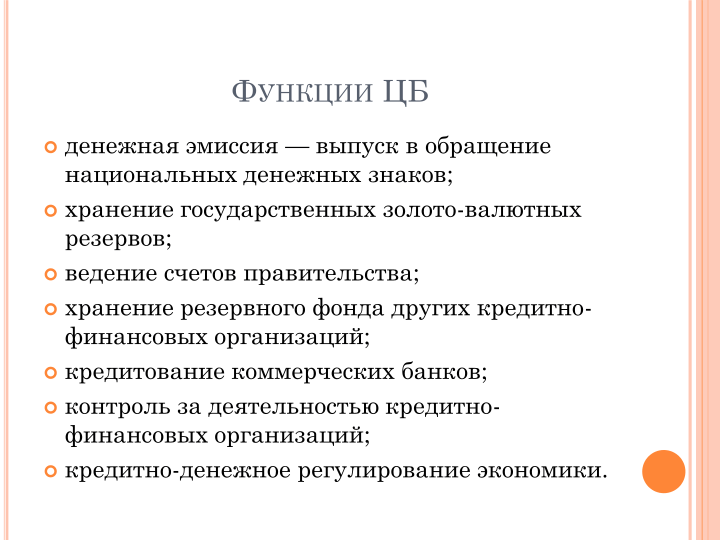 Функции ЦБ
денежная эмиссия — выпуск в обращение
национальных денежных знаков;
хранение государственных золото-валютных
резервов;
ведение счетов правительства;
хранение резервного фонда других кредитно-
финансовых организаций;
кредитование коммерческих банков;
контроль за деятельностью кредитно-
финансовых организаций;
кредитно-денежное регулирование экономики.